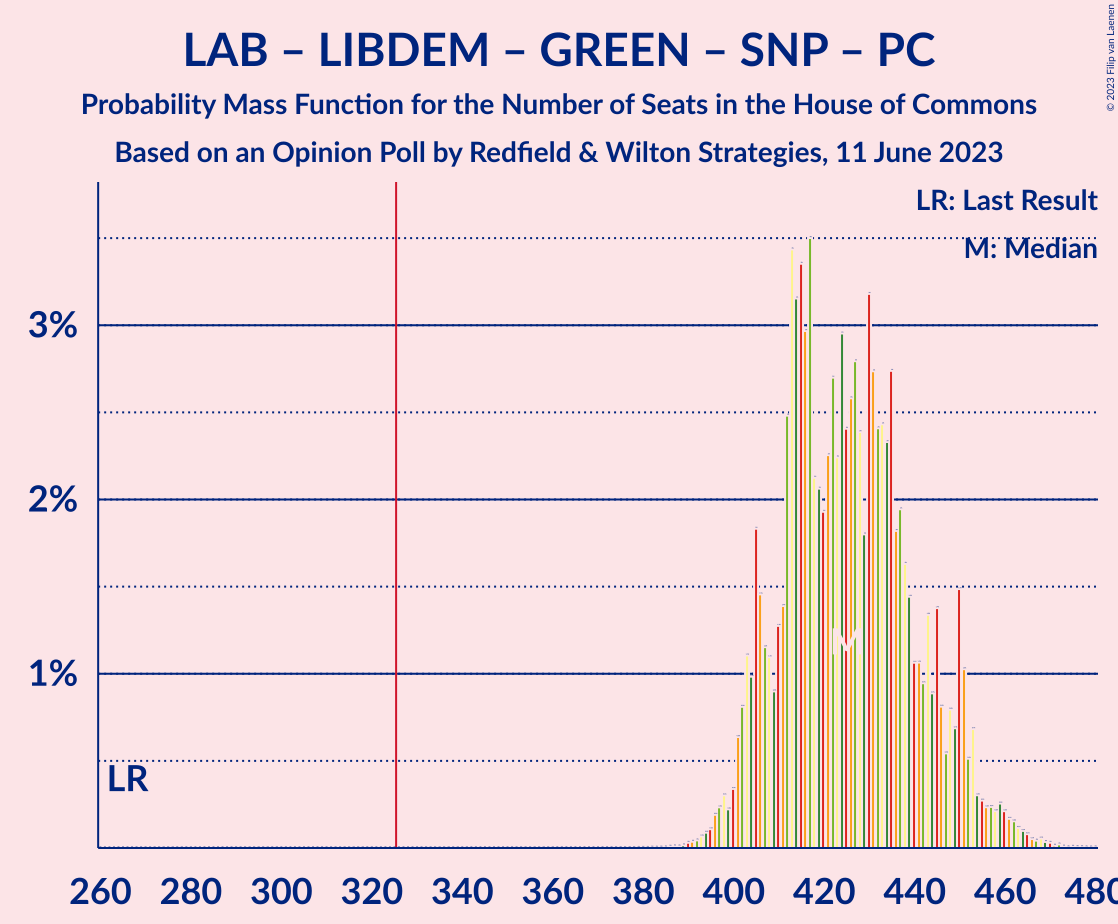 LAB – LIBDEM – GREEN – SNP – PC
Probability Mass Function for the Number of Seats in the House of Commons
Based on an Opinion Poll by Redfield & Wilton Strategies, 11 June 2023
© 2023 Filip van Laenen
LR: Last Result
M: Median
3%
2%
1%
LR
M
260 280 300 320 340 360 380 400 420 440 460 480